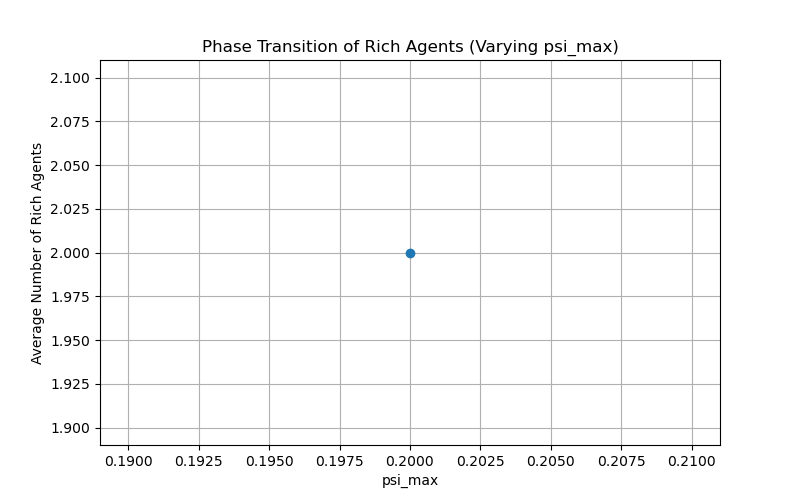 Phase Transition of Rich Agents (Varying psi_max)
Average Number of Rich Agents
2.100
2.075
2.050
2.025
2.000
1.975
1.950
1.925
1.900
0.1900 0.1925 0.1950 0.1975 0.2000 0.2025 0.2050 0.2075 0.2100
psi_max